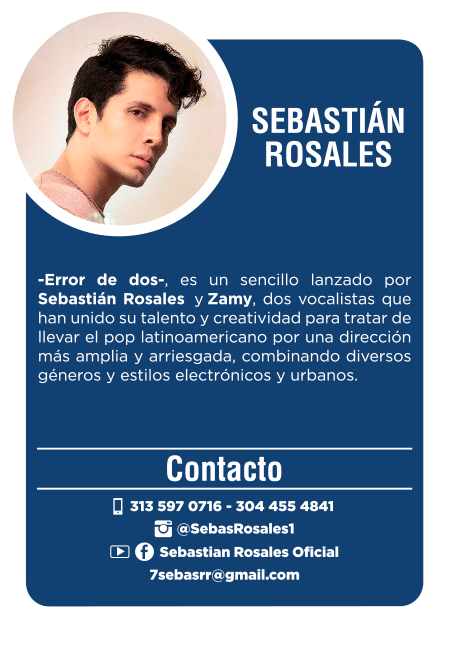 SEBASTIÁN
ROSALES
-Error de dos-, es un sencillo lanzado por
Sebastián Rosales y Zamy, dos vocalistas que
han unido su talento y creatividad para tratar de
llevar el pop latinoamericano por una dirección
más amplia y arriesgada, combinando diversos
géneros y estilos electrónicos y urbanos.
Contacto
313 597 0716 - 304 455 4841
@SebasRosales1
Sebastian Rosales Oficial
7sebasrr@gmail.com